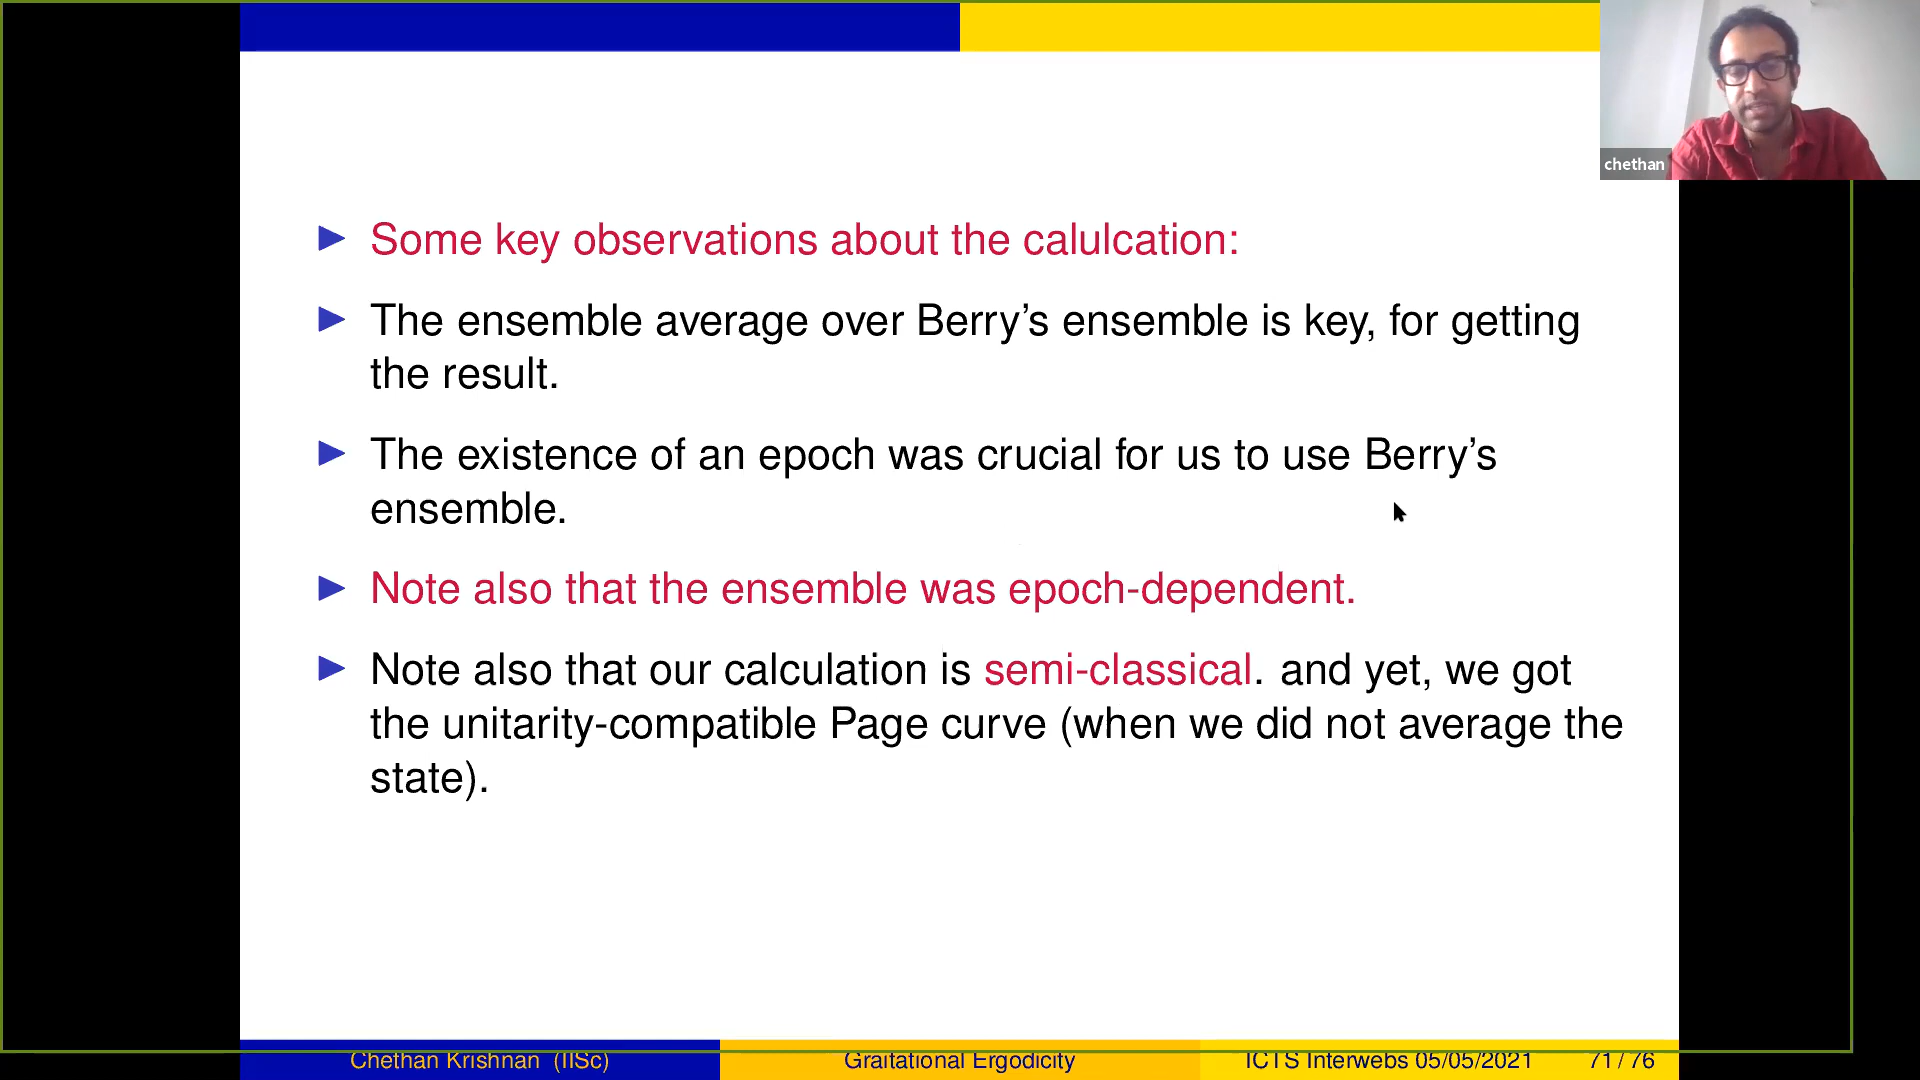 chethan
Some key observations about the calulcation:
The ensemble average over Berry's ensemble is key, for getting
the result.
The existence of an epoch was crucial for us to use Berry's
ensemble.
Note also that the ensemble was epoch-dependent.
Note also that our calculation is semi-classical. and yet, we got
the unitarity-compatible Page curve (when we did not average the
state).
Chethan Krishnan (IISc) Graitational Ergodicity ICTS Interwebs 05/05/2021 71 / 76